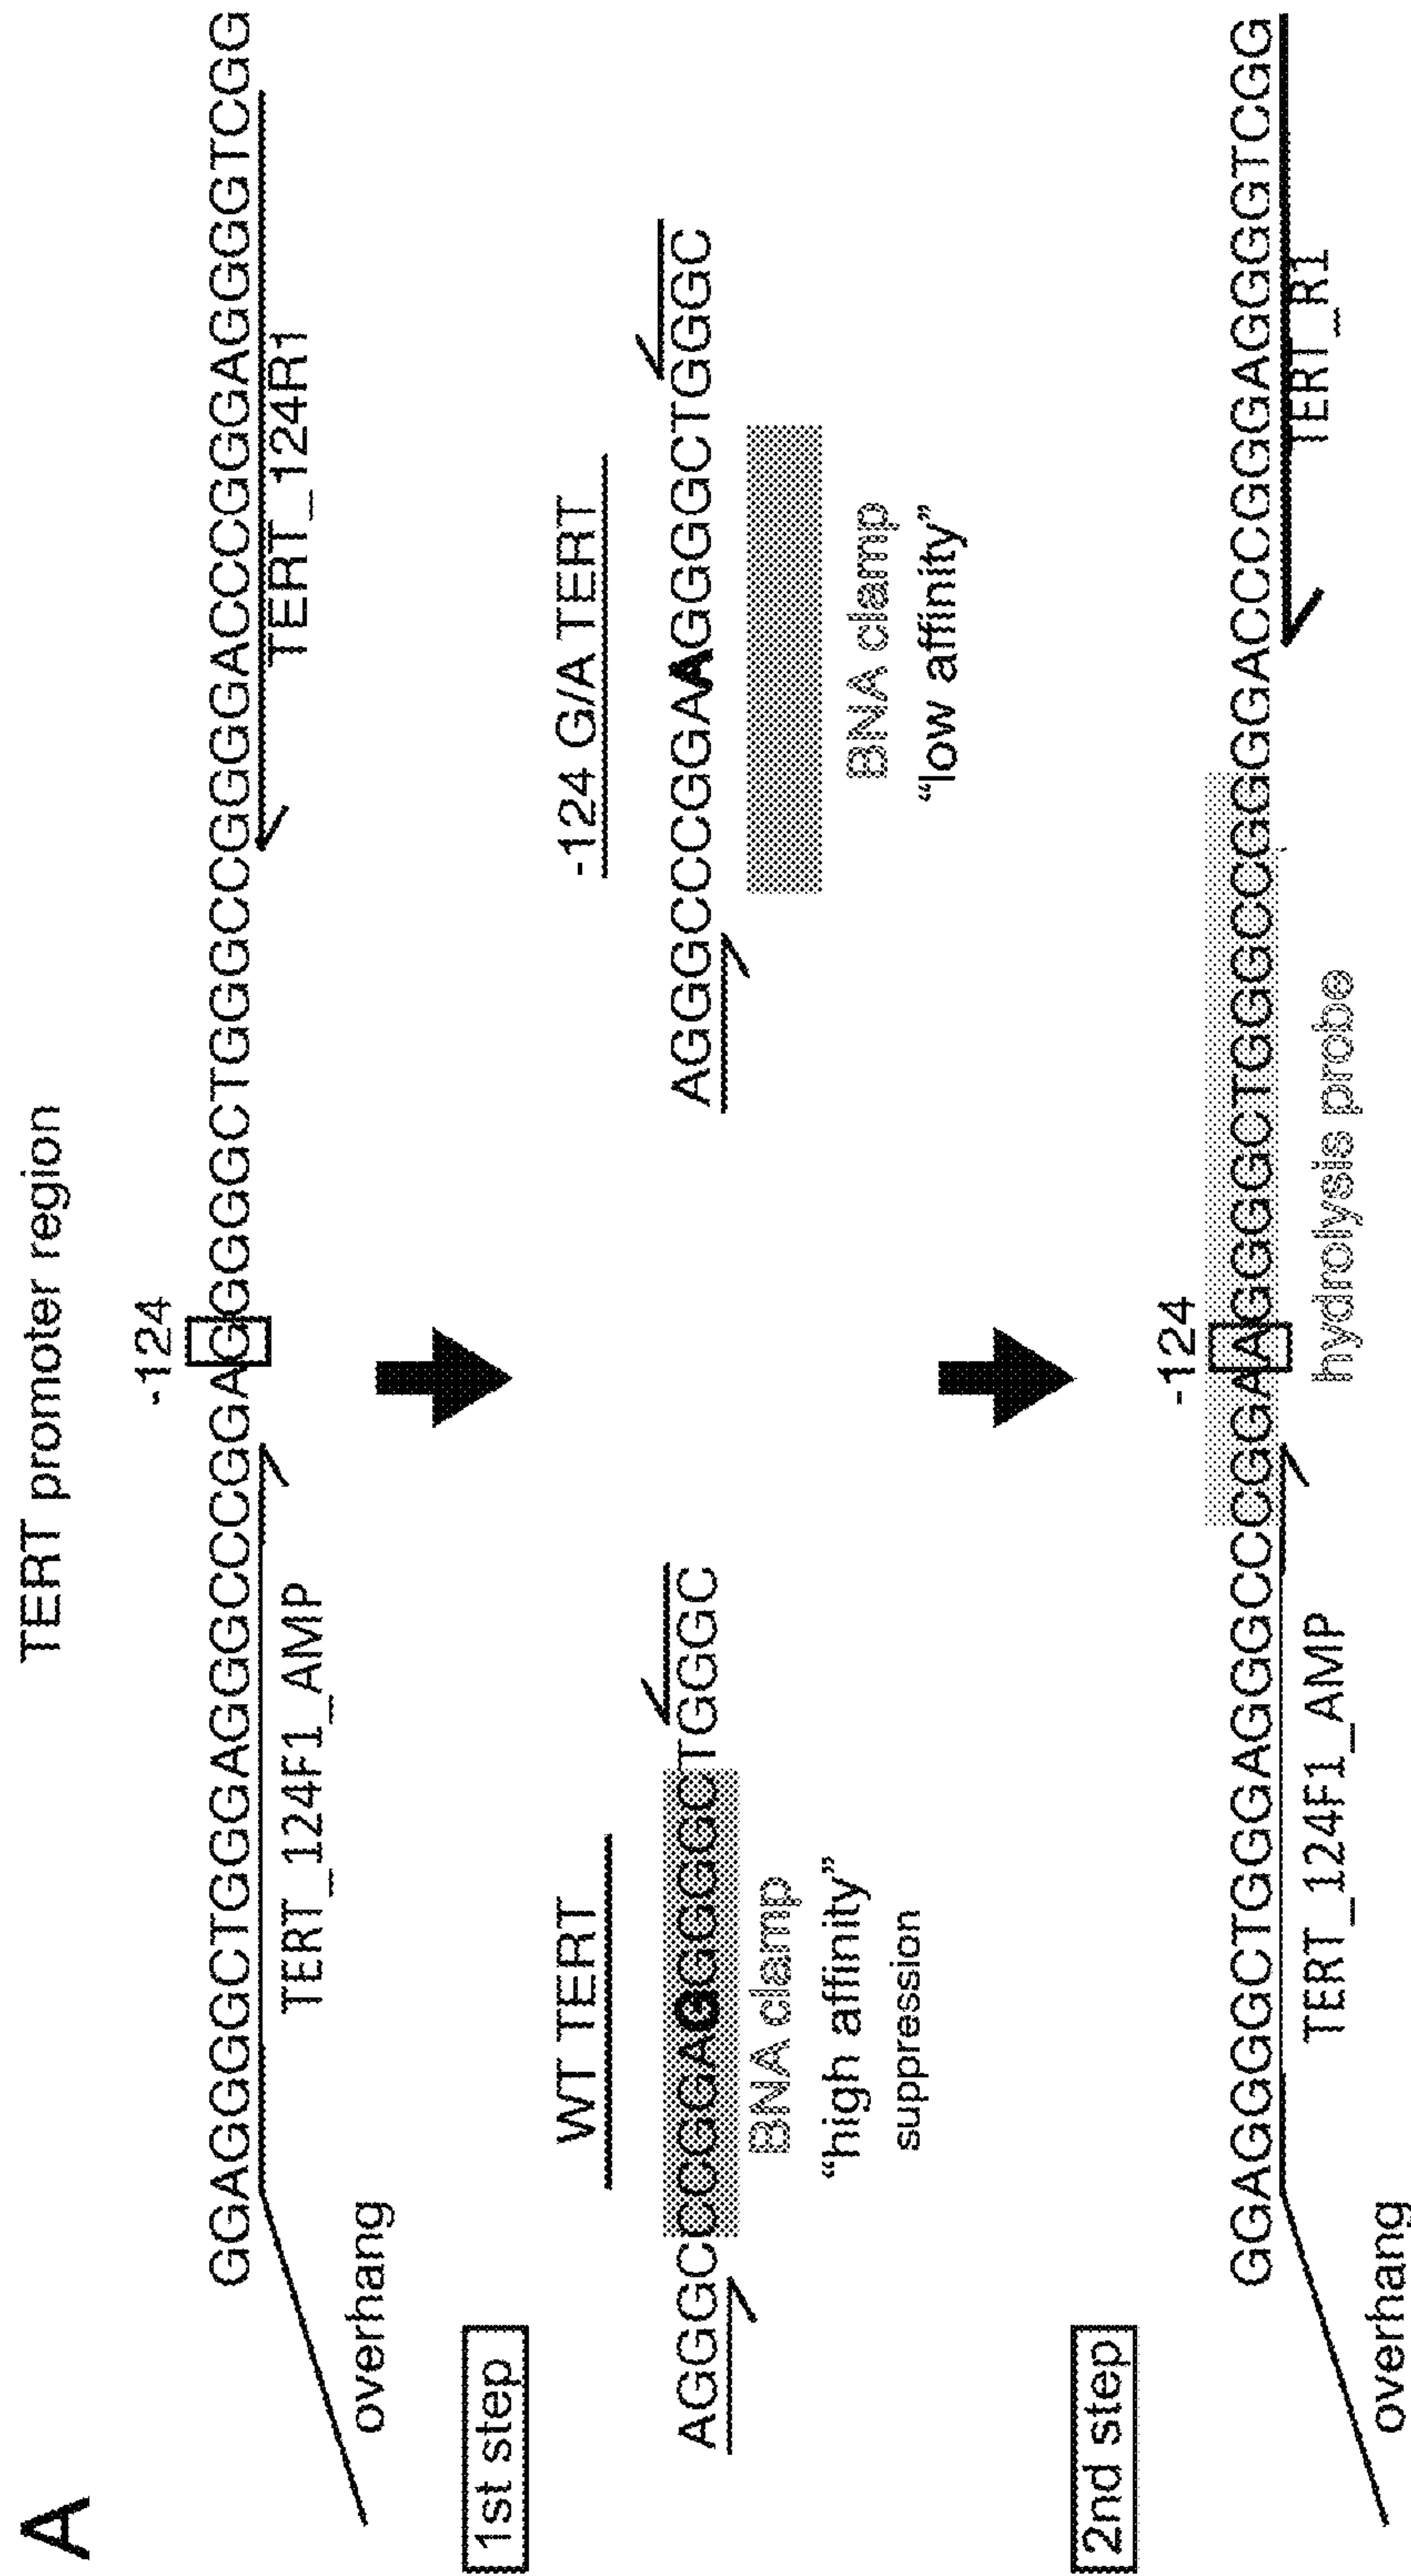 A
TERT promoter region
-124
GGAGGGGCTGGGAGGGCCCGGAGGGGGCTGGGCCGGGGACCCGGGAGGGGTCGG
overhang
TERT_124F1_AMP
TERT_124R1
1st step
WT TERT
AGGGCCCGGAGGGGGCTGGGC
BNA clamp
“high affinity”
suppression
-124 G/A TERT
AGGGCCCGGAAGGGGCTGGGC
BNA clamp
“low affinity”
2nd step
-124
GGAGGGGCTGGGAGGGCCCGGAAGGGGCTGGGCCGGGGACCCGGGAGGGGTCGG
overhang
TERT_124F1_AMP
hydrolysis probe
TERT_R1